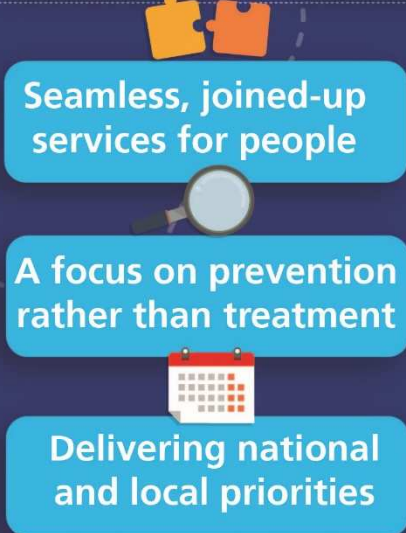 Seamless, joined-up
services for people
A focus on prevention
rather than treatment
Delivering national
and local priorities